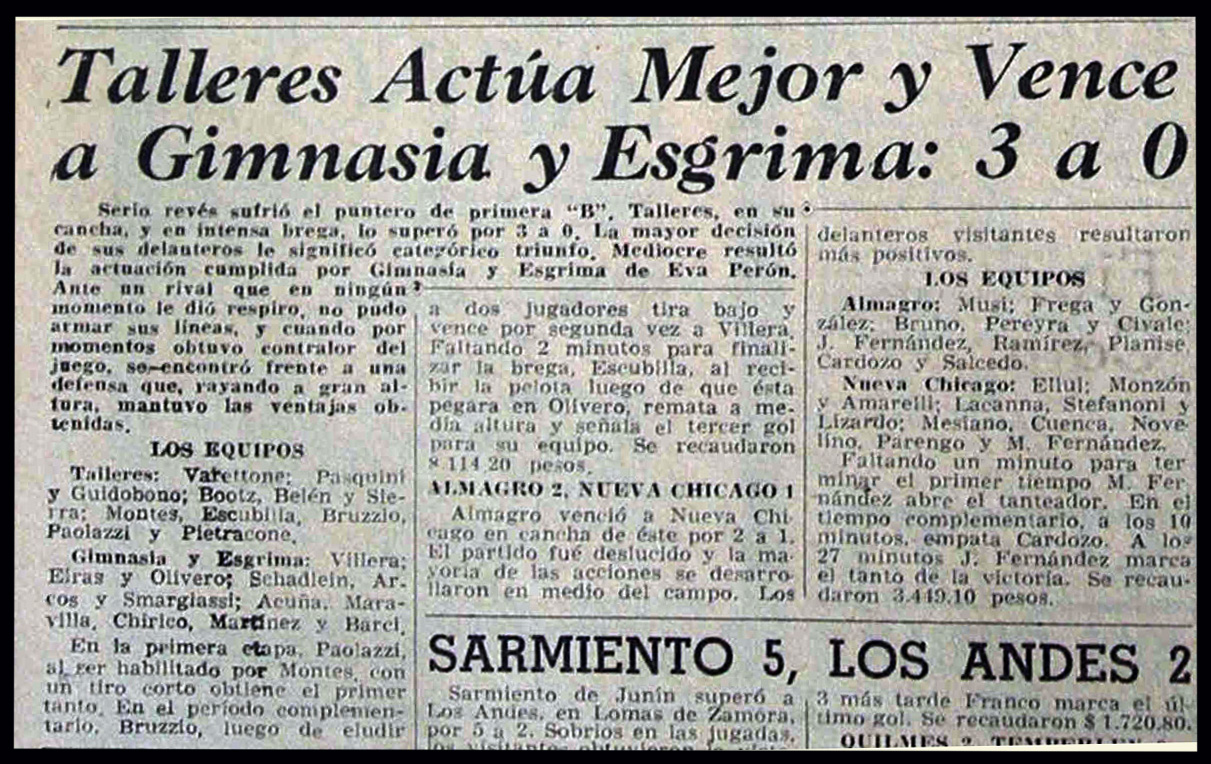 Talleres Actúa Mejor y Vence
a Gimnasia y Esgrima: 3 a 0
Serio revés sufrió el puntero de primera "B". Talleres, en su
cancha, y en intensa brega, lo superó por 3 a 0. La mayor decisión
de sus delanteros le significó categórico triunfo. Mediocre resultó
la actuación cumplida por Gimnasia y Esgrima de Eva Perón.
Ante un rival que en ningún
momento le dió respiro, no pudo
armar sus líneas, y cuando por
momentos obtuvo contralor del
juego, se encontró frente a una
defensa que, rayando a gran al-
tura, mantuvo las ventajas ob-
tenidas.
LOS EQUIPOS
Talleres: Varettone; Pasquini
y Guidobono; Bootz, Belén y Sie-
rra; Montes, Escubilla, Bruzzio,
Paolazzi y Pietracone.
Gimnasia y Esgrima: Villera;
Eiras y Olivero; Schadlein, Ar-
cos y Smargiassi; Acuña, Mara-
villa, Chirico, Martínez y Barci.
En la primera etapa, Paolazzi,
al ser habilitado por Montes, con
un tiro corto obtiene el primer
tanto. En el período complemen-
tario, Bruzzio, luego de eludir
a dos jugadores tira bajo y
vence por segunda vez a Villera.
Faltando 2 minutos para finali-
zar la brega, Escubilla, al reci-
bir la pelota luego de que ésta
pegara en Olivero, remata a me-
dia altura y señala el tercer gol
para su equipo. Se recaudaron
$ 114.20 pesos.
ALMAGRO 2, NUEVA CHICAGO 1
Almagro venció a Nueva Chi
cago en cancha de éste por 2 a 1.
El partido fué deslucido y la ma-
yoría de las acciones se desarro
llaron en medio del campo. Los
delanteros visitantes resultaron
más positivos.
LOS EQUIPOS
Almagro: Musi; Frega y Gon-
zález; Bruno, Pereyra y Civale;
J. Fernández, Ramírez, Planise,
Cardozo y Salcedo.
Nueva Chicago: Ellul; Monzón
y Amarelli; Lacanna, Stefanoni y
Lizardo; Mesiano, Cuenca, Nove-
lino, Parengo y M. Fernández.
Faltando un minuto para ter
minar el primer tiempo M. Fer-
nández abre el tanteador. En el
tiempo complementario, a los 10
minutos, empata Cardozo. A los
27 minutos J. Fernández marca
el tanto de la victoria. Se recau-
daron 3.449.10 pesos.
SARMIENTO 5, LOS ANDES 2
Sarmiento de Junín superó a
Los Andes, en Lomas de Zamora,
por 5 a 2. Sobrios en las jugadas,
los visitantes obtuvieron
3 más tarde Franco marca el úl-
timo gol. Se recaudaron $ 1.720.80.
QUILMES 2, TEMPERLEY